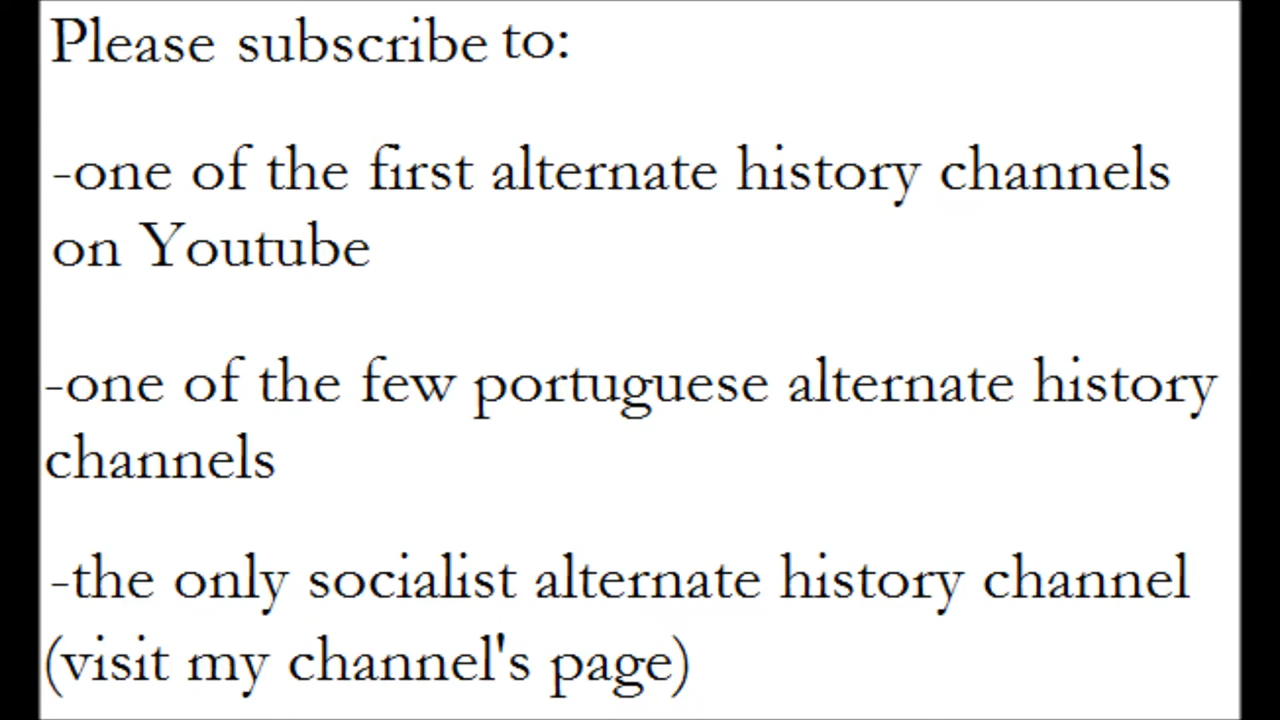 Please subscribe to:
-one of the first alternate history channels
on Youtube
-one of the few portuguese alternate history
channels
-the only socialist alternate history channel
(visit my channel's page)